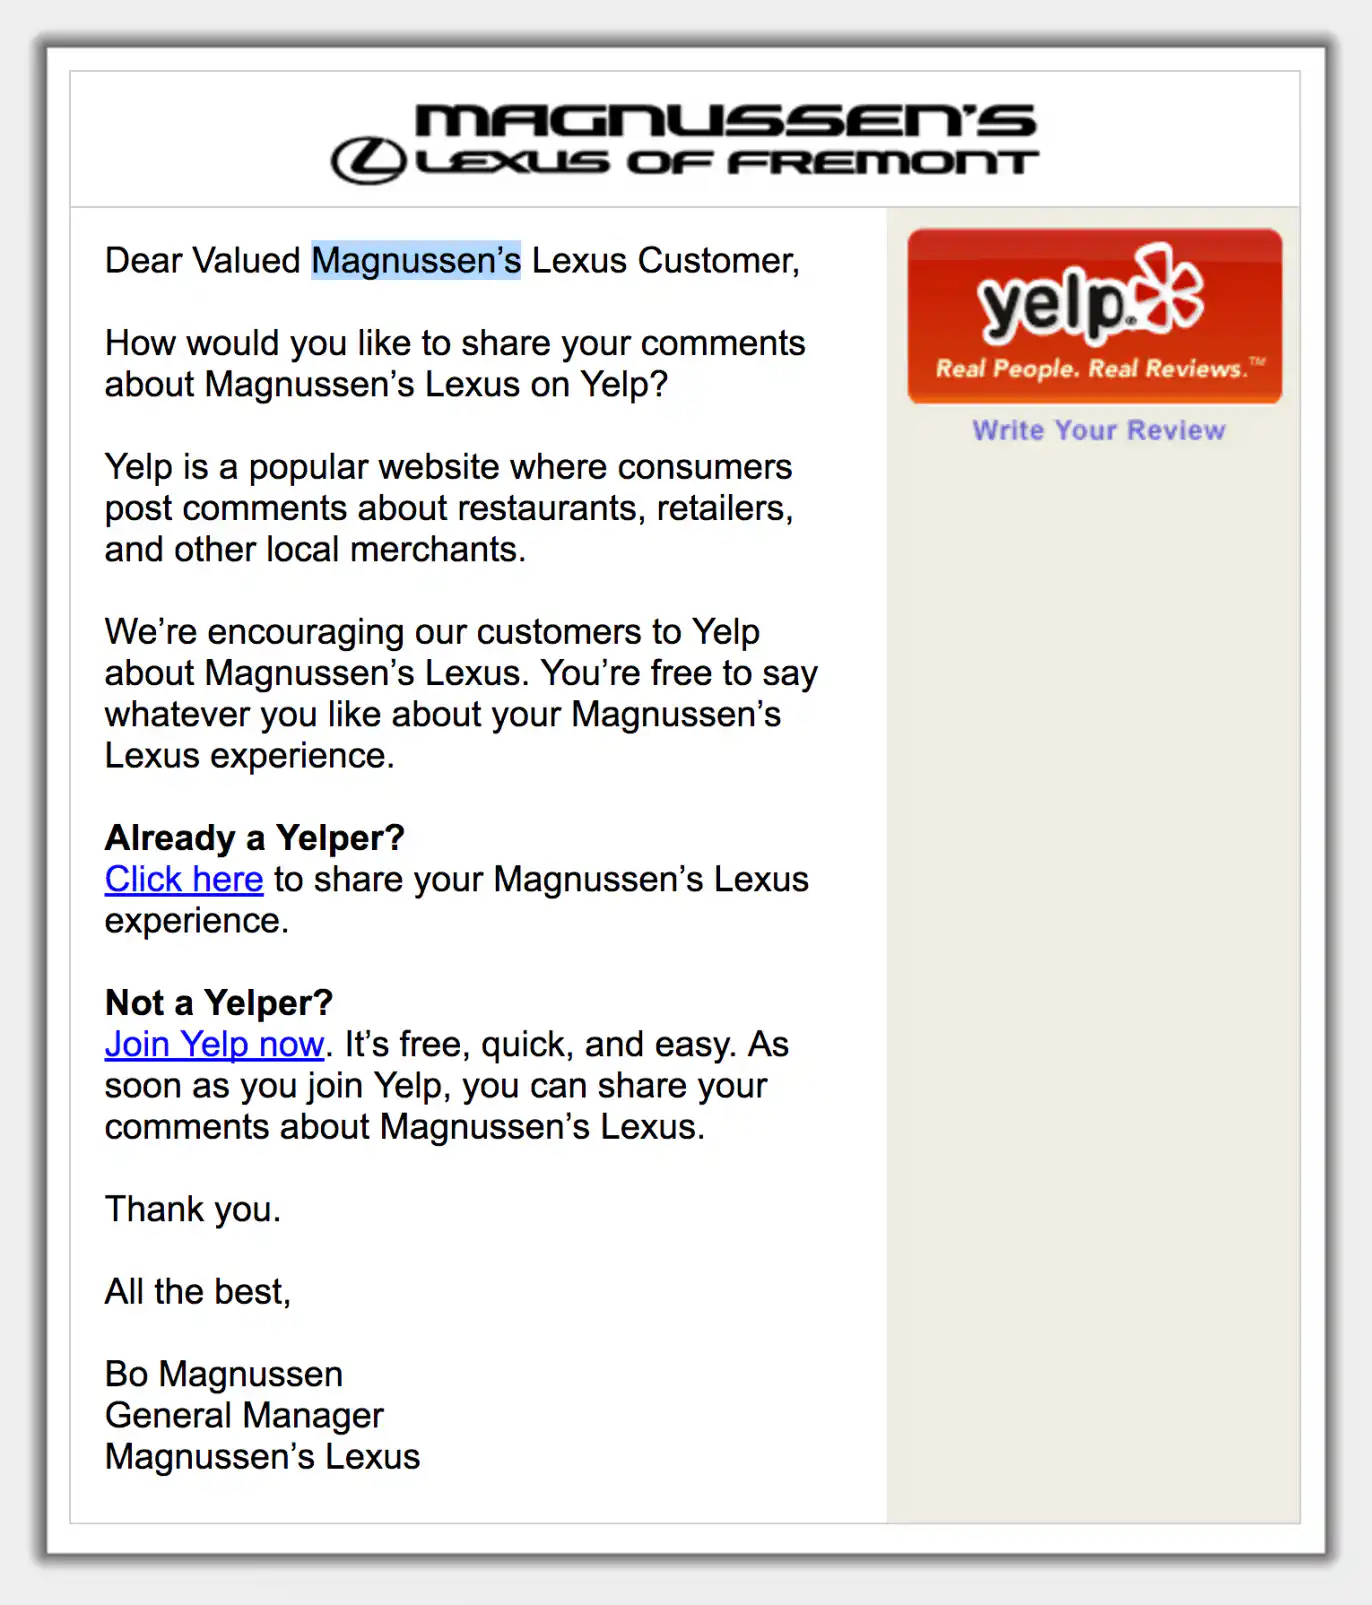 MAGNUSSEN'S
LEXUS OF FREMONT
Dear Valued Magnussen’s Lexus Customer,
How would you like to share your comments
about Magnussen’s Lexus on Yelp?
Yelp is a popular website where consumers
post comments about restaurants, retailers,
and other local merchants.
We’re encouraging our customers to Yelp
about Magnussen’s Lexus. You’re free to say
whatever you like about your Magnussen’s
Lexus experience.
Already a Yelper?
Click here to share your Magnussen’s Lexus
experience.
Not a Yelper?
Join Yelp now. It’s free, quick, and easy. As
soon as you join Yelp, you can share your
comments about Magnussen’s Lexus.
Thank you.
All the best,
Bo Magnussen
General Manager
Magnussen’s Lexus
yelp®
Real People. Real Reviews.™
Write Your Review